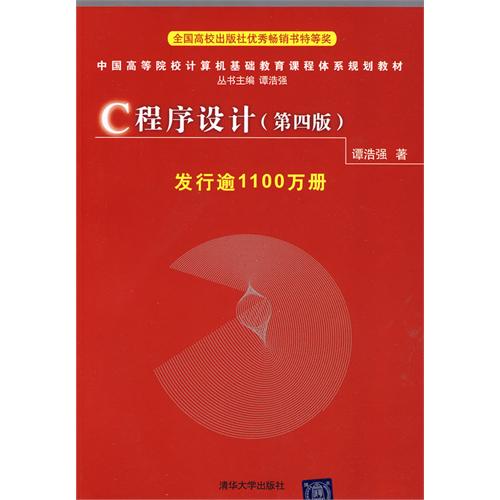 全国高校出版社优秀畅销书特等奖
中国高等院校计算机基础教育课程体系规划教材
丛书主编 谭浩强
C程序设计（第四版）
谭浩强 著
发行逾1100万册
清华大学出版社